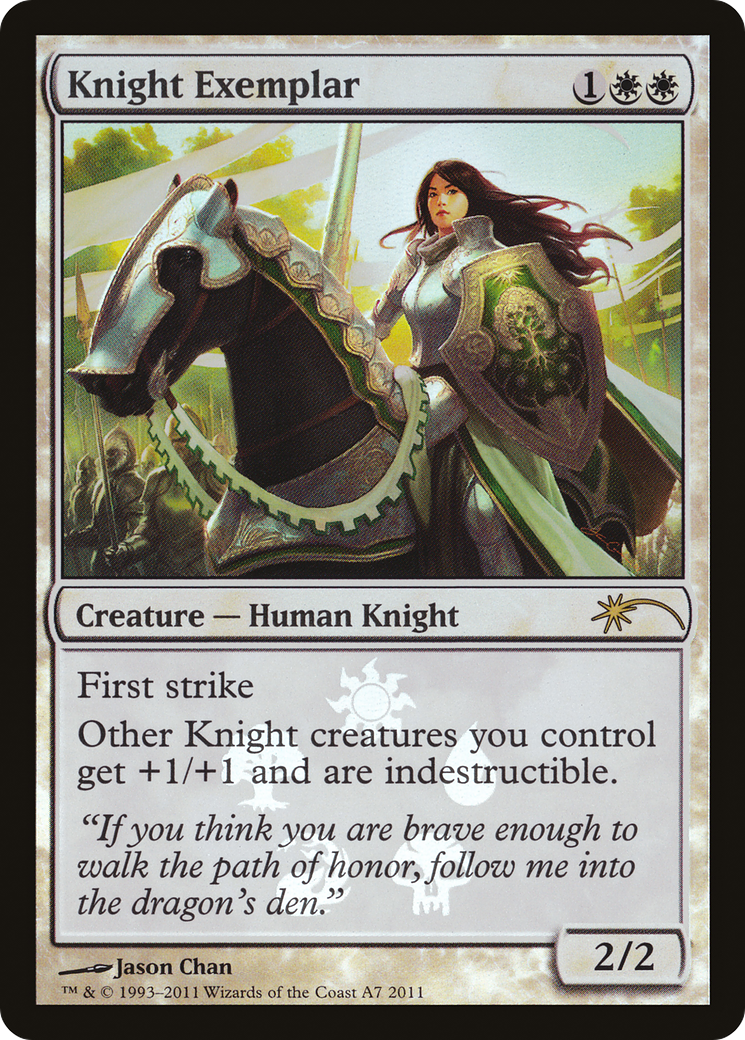 Knight Exemplar 1
Creature — Human Knight
First strike
Other Knight creatures you control
get +1/+1 and are indestructible.
“If you think you are brave enough to
walk the path of honor, follow me into
the dragon’s den.”
2/2
Jason Chan
™ & © 1993–2011 Wizards of the Coast A7 2011